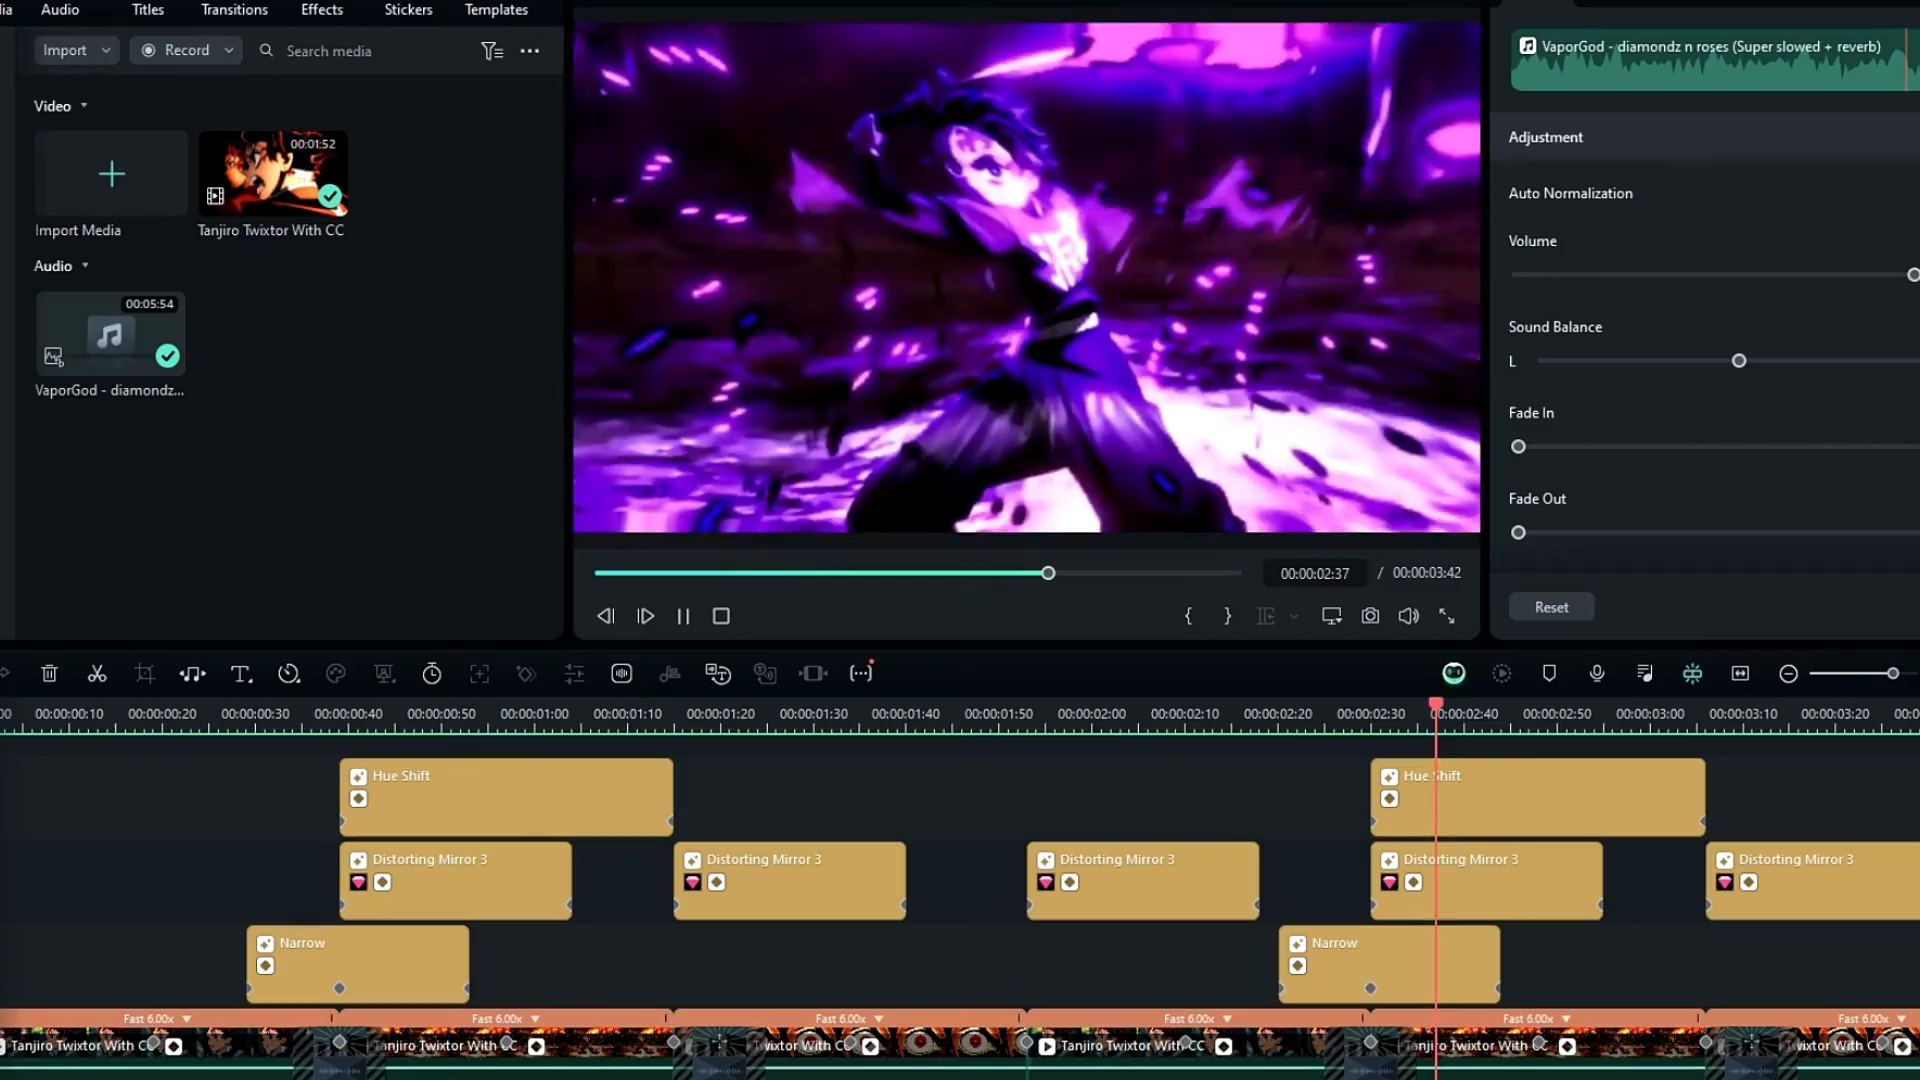 ia Audio Titles Transitions Effects Stickers Templates
Import Record Search media
Video
00:01:52
Import Media Tanjiro Twixtor With CC
Audio
00:05:54
VaporGod - diamondz...
00:00:02:37 / 00:00:03:42
VaporGod - diamondz n roses (Super slowed + reverb)
Adjustment
Auto Normalization
Volume
Sound Balance
L
Fade In
Fade Out
Reset
00 00:00:00:10 00:00:00:20 00:00:00:30 00:00:00:40 00:00:00:50 00:00:01:00 00:00:01:10 00:00:01:20 00:00:01:30 00:00:01:40 00:00:01:50 00:00:02:00 00:00:02:10 00:00:02:20 00:00:02:30 00:00:02:40 00:00:02:50 00:00:03:00 00:00:03:10 00:00:03:20 00:0
Hue Shift Hue Shift
Distorting Mirror 3 Distorting Mirror 3 Distorting Mirror 3 Distorting Mirror 3 Distorting Mirror 3
Narrow Narrow
Fast 6.00x Fast 6.00x Fast 6.00x Fast 6.00x Fast 6.00x Fast 6.00x
Tanjiro Twixtor With CC Tanjiro Twixtor With CC Twixtor With CC Tanjiro Twixtor With CC Tanjiro Twixtor With CC Twixtor With CC